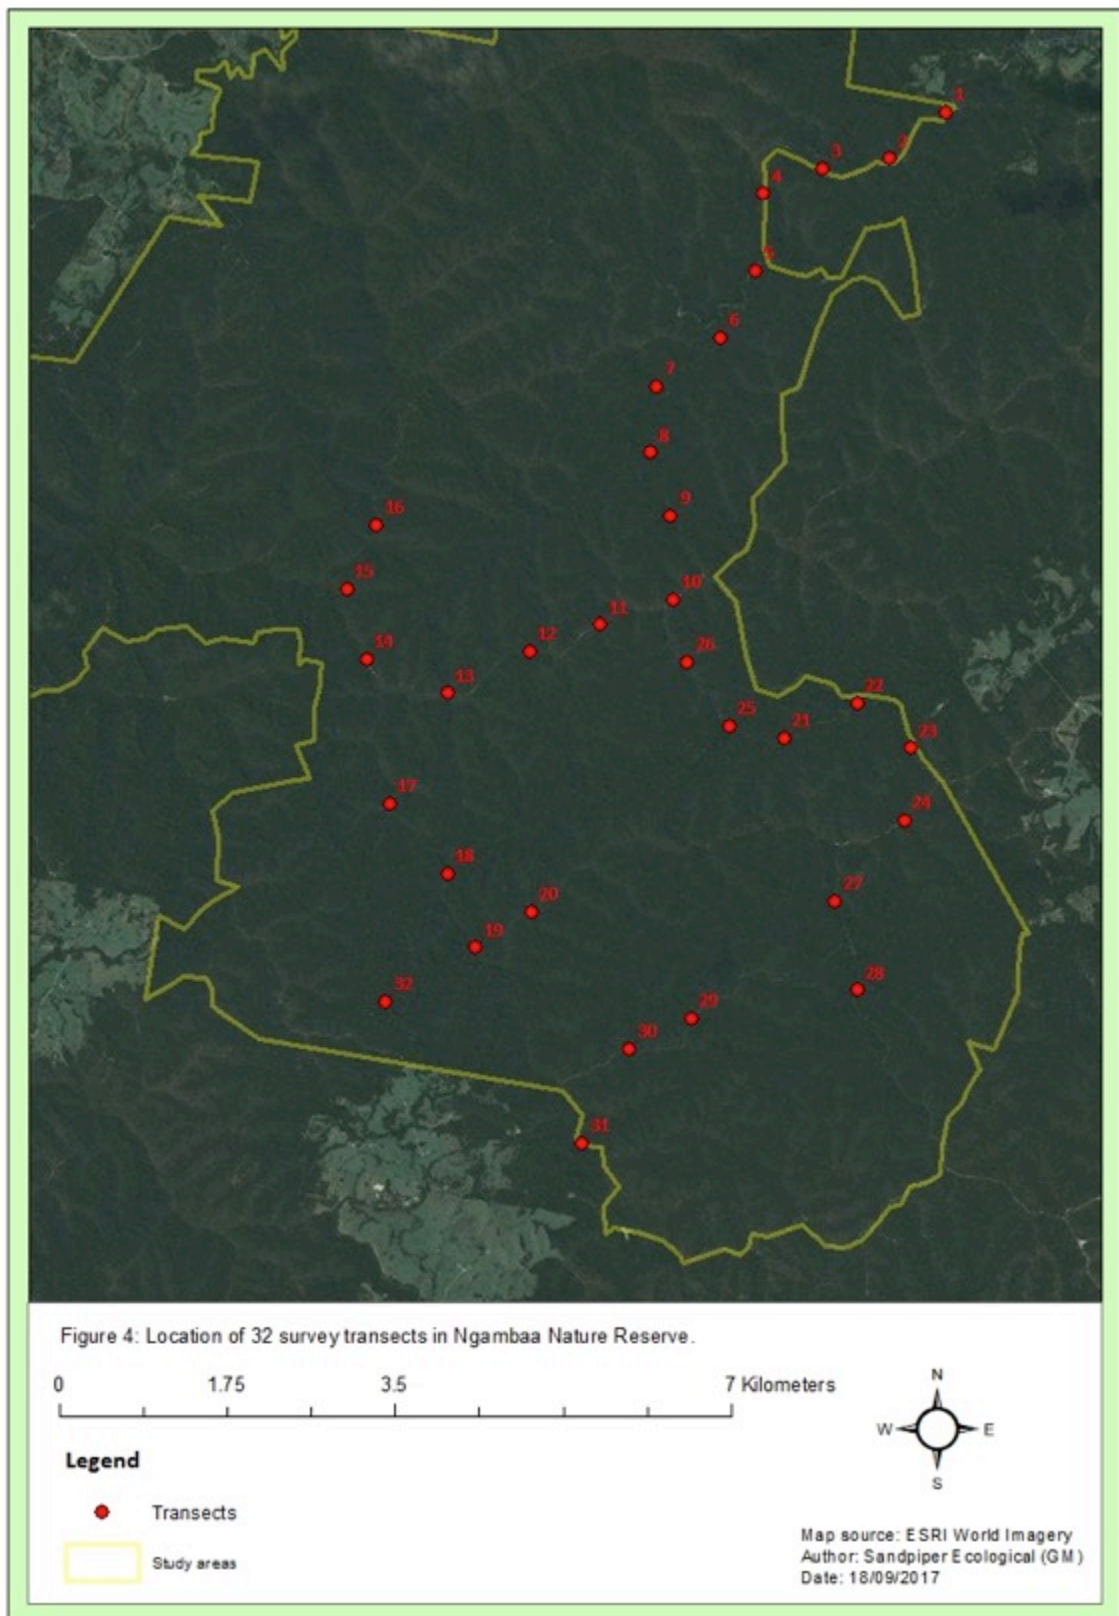 1
2
3
4
5
6
7
8
9
16
15
10
11
12
26
14
13
22
25
21
23
17
24
18
27
20
19
28
32
29
30
31
Figure 4: Location of 32 survey transects in Ngambaa Nature Reserve.
0 1.75 3.5 7 Kilometers
N
W E
S
Legend
Transects
Study areas
Map source: ESRI World Imagery
Author: Sandpiper Ecological (GM)
Date: 18/09/2017